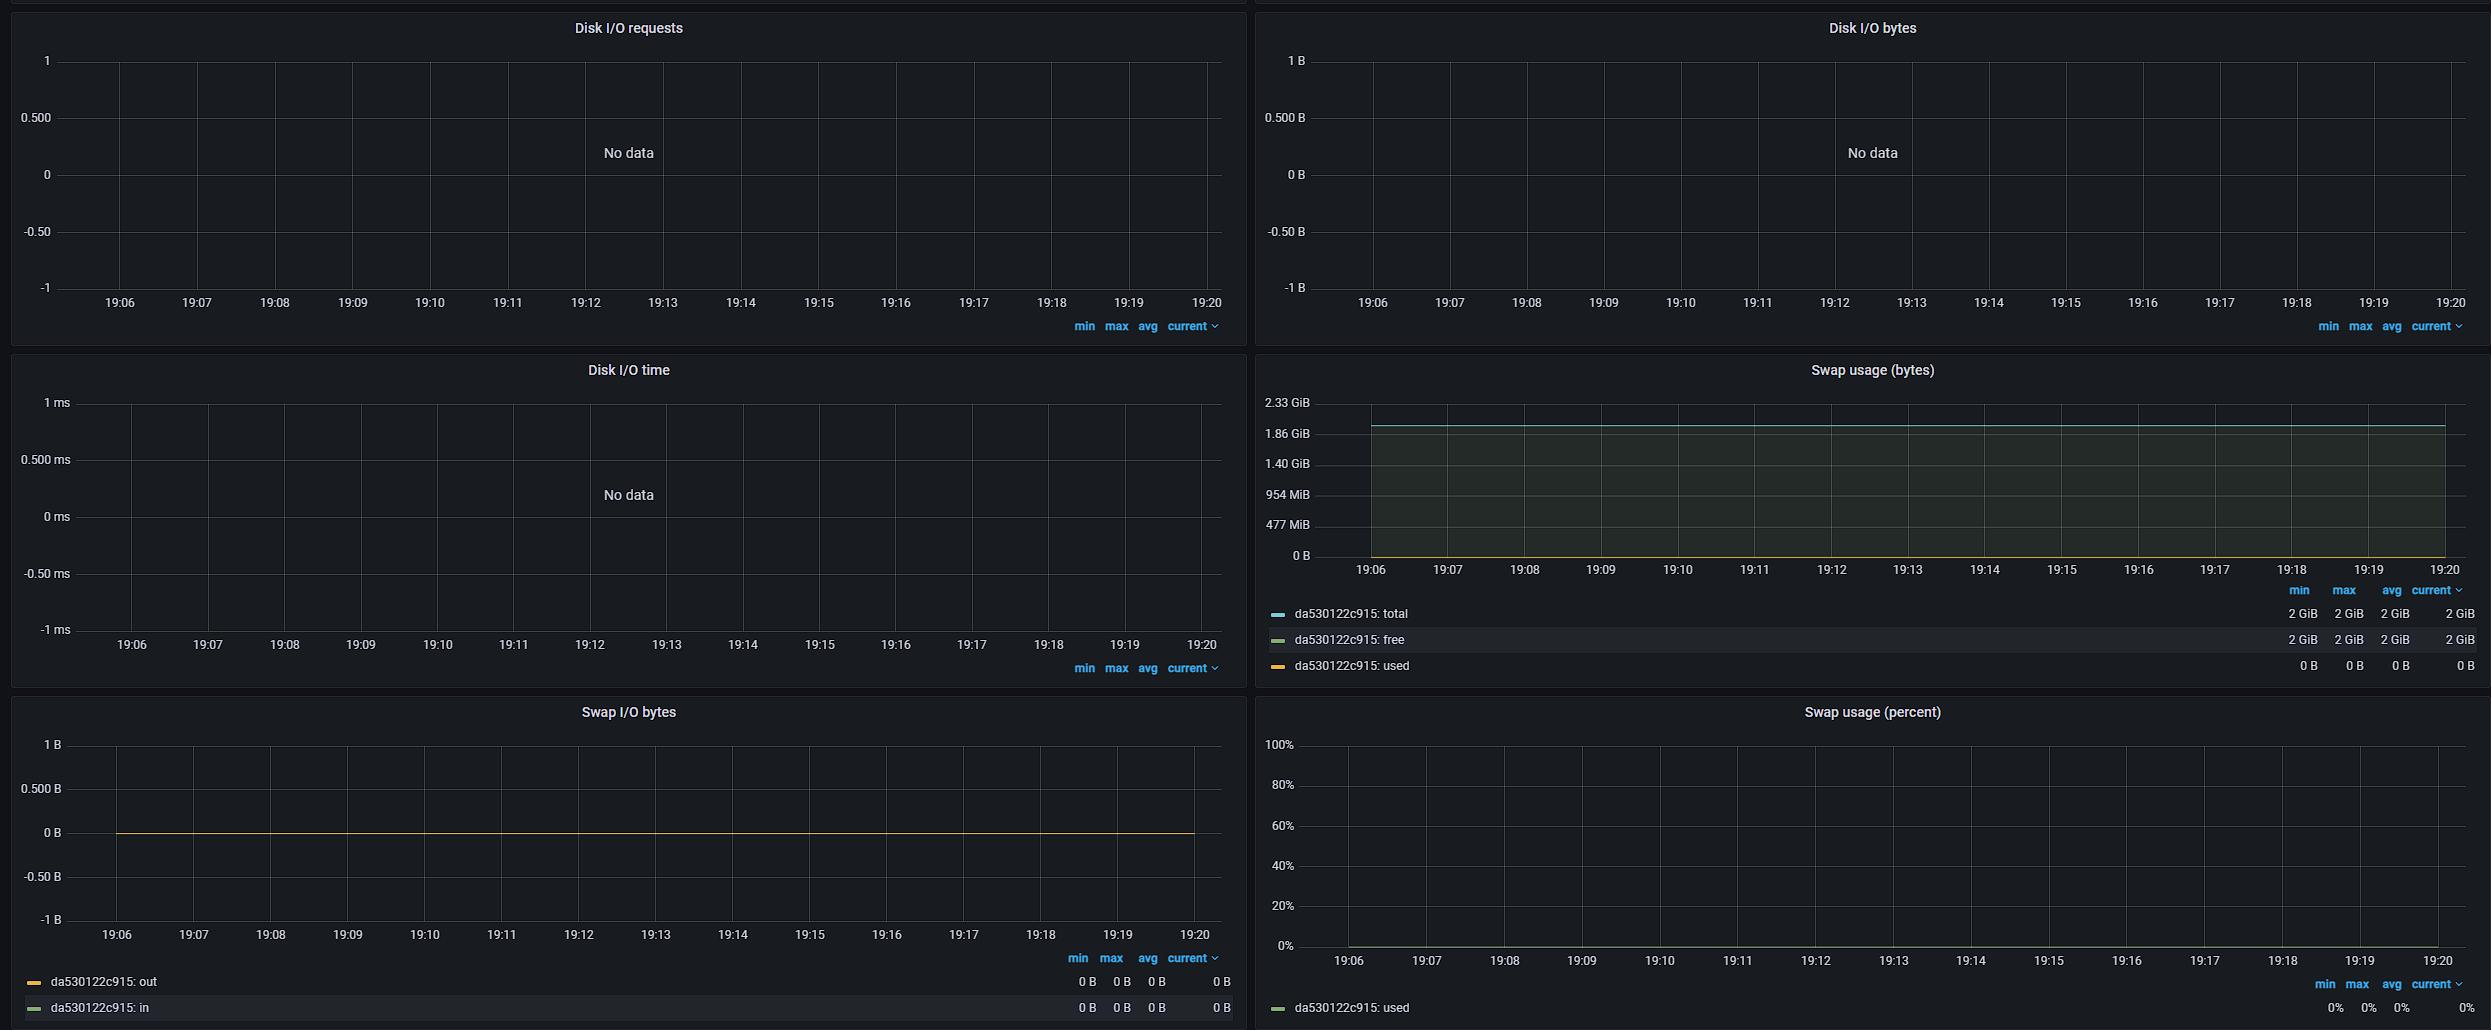 Disk I/O requests
1
0.500
0
-0.50
-1
No data
19:06 19:07 19:08 19:09 19:10 19:11 19:12 19:13 19:14 19:15 19:16 19:17 19:18 19:19 19:20
min max avg current
Disk I/O bytes
1 B
0.500 B
0 B
-0.50 B
-1 B
No data
19:06 19:07 19:08 19:09 19:10 19:11 19:12 19:13 19:14 19:15 19:16 19:17 19:18 19:19 19:20
min max avg current
Disk I/O time
1 ms
0.500 ms
0 ms
-0.50 ms
-1 ms
No data
19:06 19:07 19:08 19:09 19:10 19:11 19:12 19:13 19:14 19:15 19:16 19:17 19:18 19:19 19:20
min max avg current
Swap usage (bytes)
2.33 GiB
1.86 GiB
1.40 GiB
954 MiB
477 MiB
0 B
19:06 19:07 19:08 19:09 19:10 19:11 19:12 19:13 19:14 19:15 19:16 19:17 19:18 19:19 19:20
min max avg current
da530122c915: total 2 GiB 2 GiB 2 GiB 2 GiB
da530122c915: free 2 GiB 2 GiB 2 GiB 2 GiB
da530122c915: used 0 B 0 B 0 B 0 B
Swap I/O bytes
1 B
0.500 B
0 B
-0.50 B
-1 B
19:06 19:07 19:08 19:09 19:10 19:11 19:12 19:13 19:14 19:15 19:16 19:17 19:18 19:19 19:20
min max avg current
da530122c915: out 0 B 0 B 0 B 0 B
da530122c915: in 0 B 0 B 0 B 0 B
Swap usage (percent)
100%
80%
60%
40%
20%
0%
19:06 19:07 19:08 19:09 19:10 19:11 19:12 19:13 19:14 19:15 19:16 19:17 19:18 19:19 19:20
min max avg current
da530122c915: used 0% 0% 0% 0%